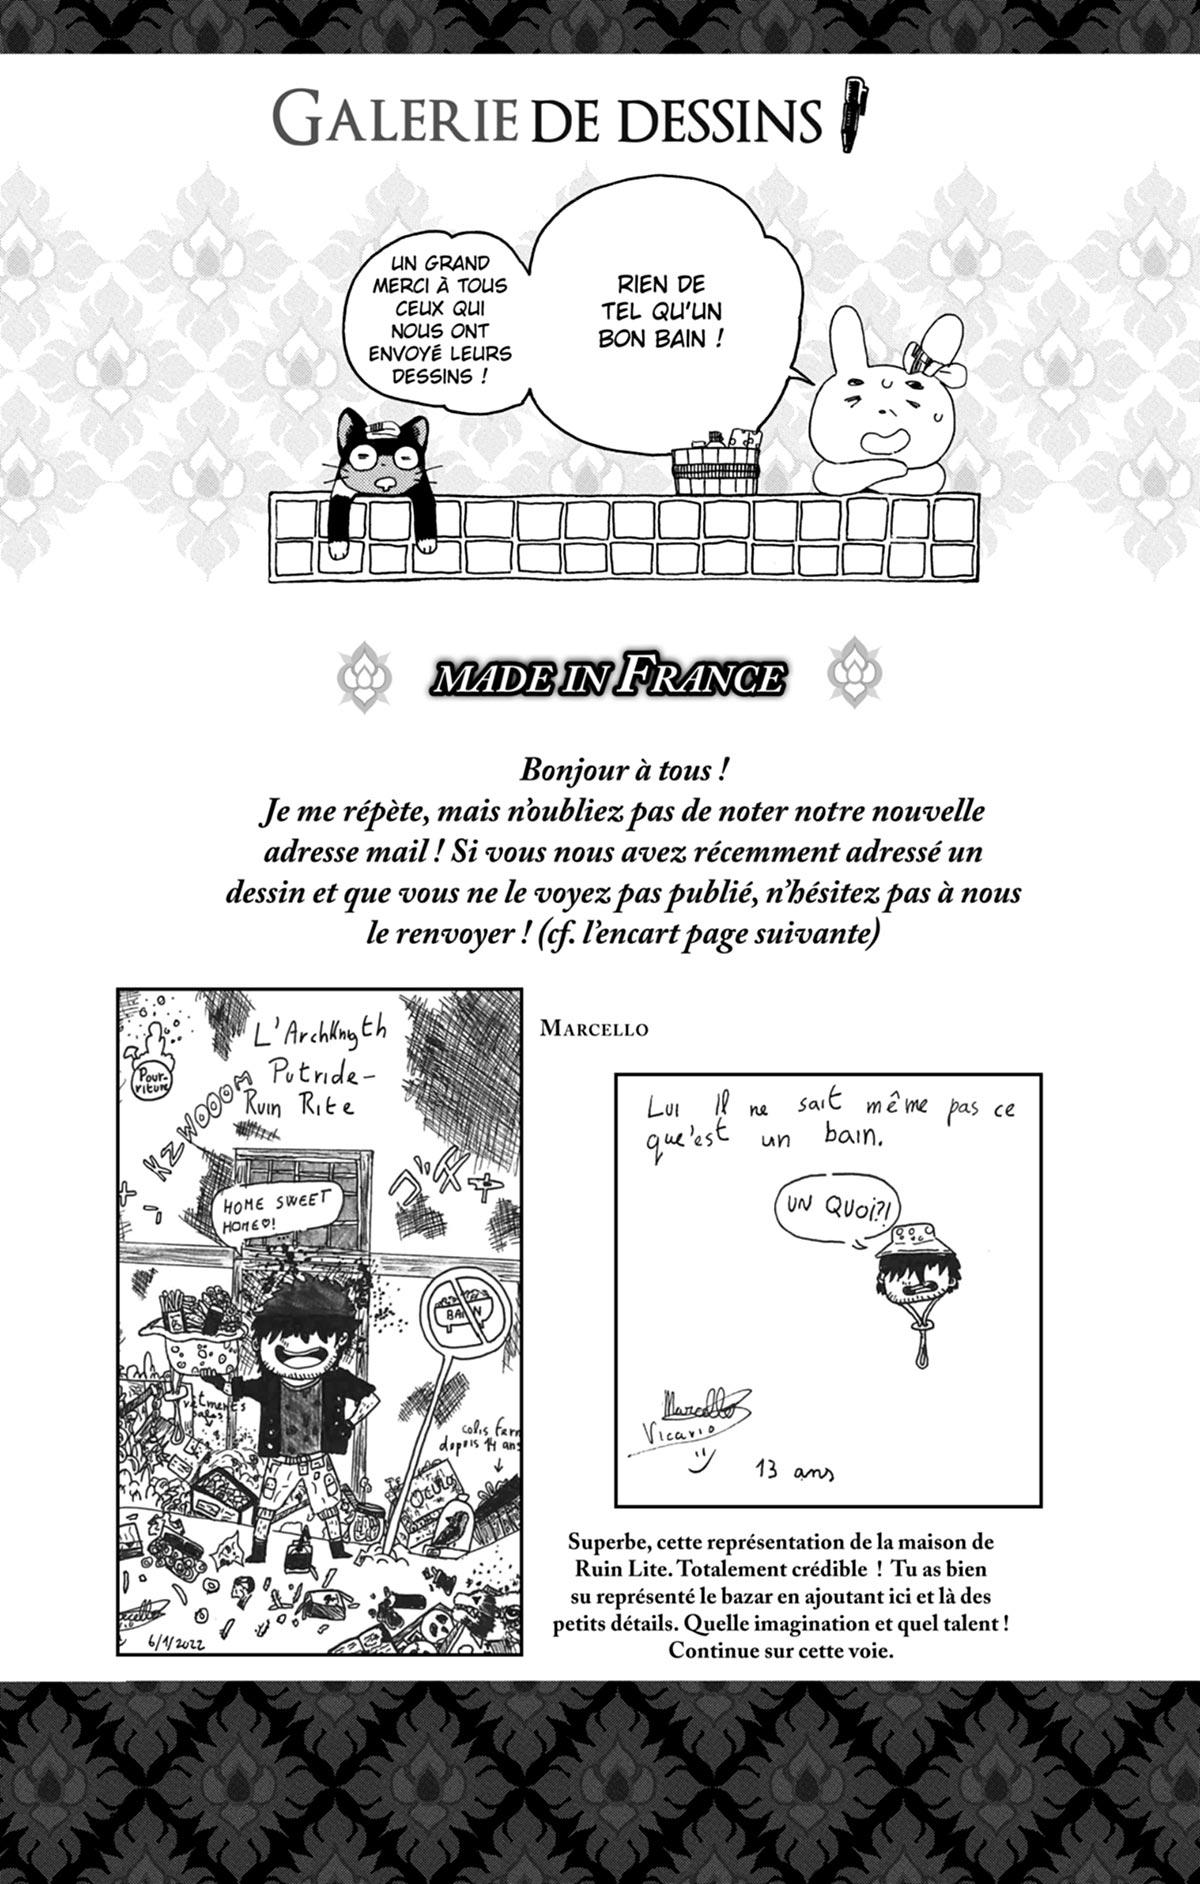 GALERIE DE DESSINS
UN GRAND
MERCI À TOUS
CEUX QUI
NOUS ONT
ENVOYÉ LEURS
DESSINS !
RIEN DE
TEL QU'UN
BON BAIN !
MADE IN FRANCE
Bonjour à tous !
Je me répète, mais n'oubliez pas de noter notre nouvelle
adresse mail ! Si vous nous avez récemment adressé un
dessin et que vous ne le voyez pas publié, n'hésitez pas à nous
le renvoyer ! (cf. l'encart page suivante)
L'Archknyth
Putride-
Ruin Rite
Pour-
riture
KZWOOOM
HOME SWEET
HOME♡!
BAIN
vêtments
sales
colis ferm
depuis 14 ans
6/1/2022
MARCELLO
Lui Il ne sait même pas ce
que'est un bain.
UN QUOI?!
Marcello
Vicario
13 ans
Superbe, cette représentation de la maison de
Ruin Lite. Totalement crédible ! Tu as bien
su représenté le bazar en ajoutant ici et là des
petits détails. Quelle imagination et quel talent !
Continue sur cette voie.